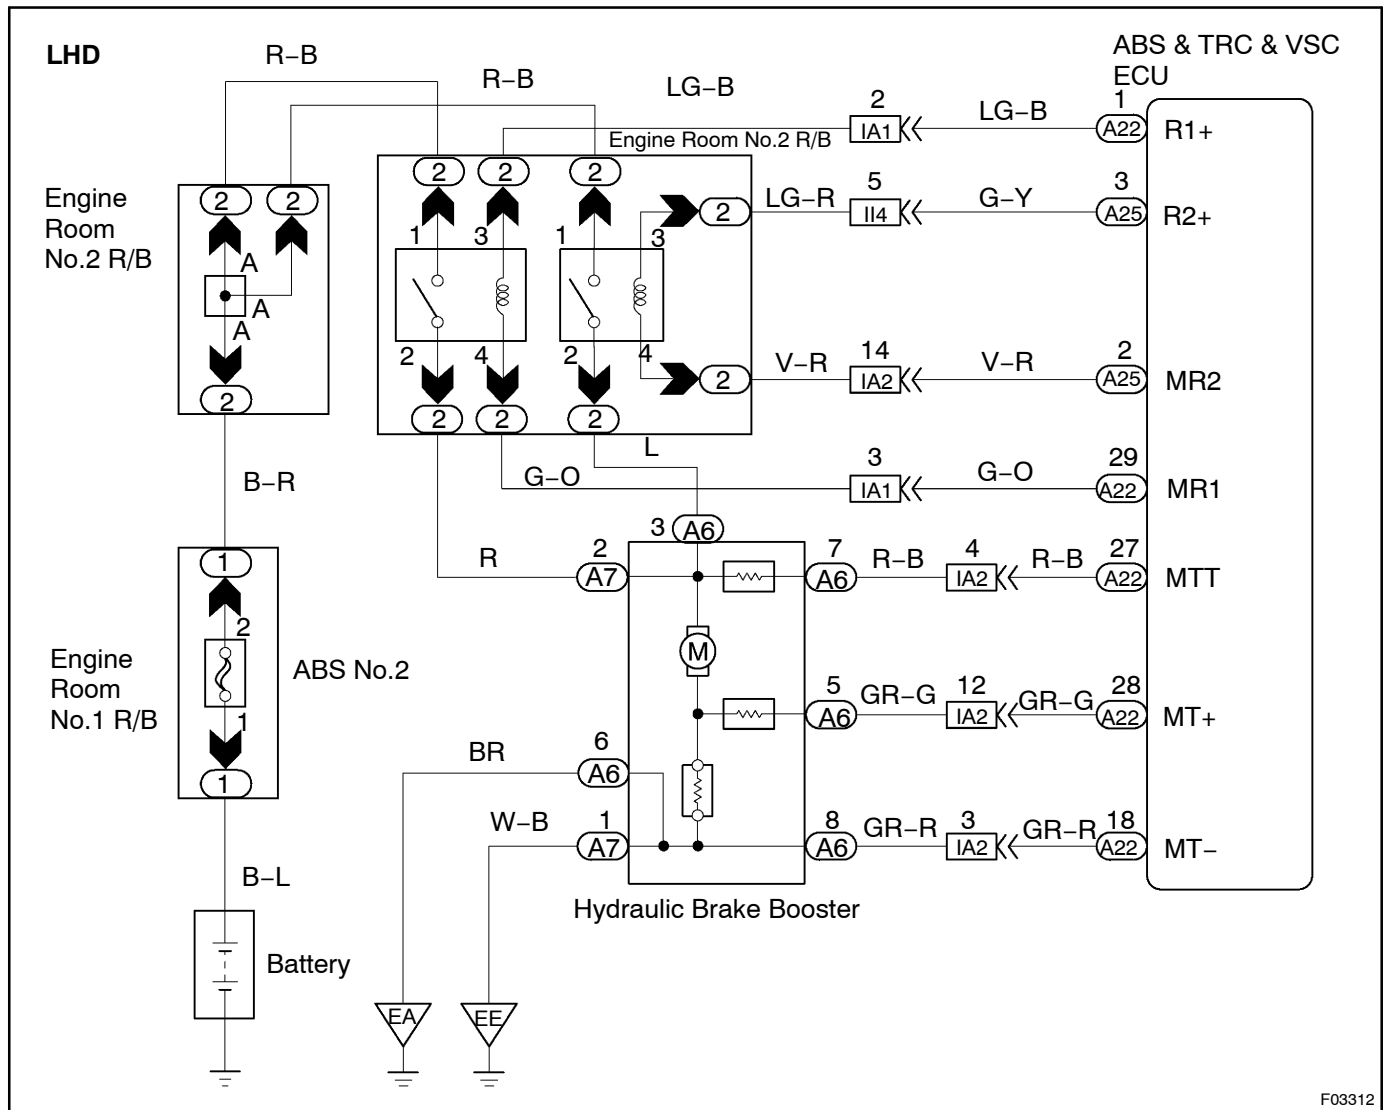 LHD
R–B
R–B
LG–B
ABS & TRC & VSC
ECU
2
IA1
LG–B
1
A22
R1+
Engine Room No.2 R/B
Engine
Room
No.2 R/B
2
2
2
2
2
2
LG–R
5
II4
G–Y
3
A25
R2+
1
3
1
3
A
A
A
2
4
2
4
2
V–R
14
IA2
V–R
2
A25
MR2
2
2
2
2
L
B–R
G–O
3
IA1
G–O
29
A22
MR1
3
A6
1
R
2
A7
7
A6
R–B
4
IA2
R–B
27
A22
MTT
2
Engine
Room
No.1 R/B
ABS No.2
M
1
5
A6
GR–G
12
IA2
GR–G
28
A22
MT+
1
BR
6
A6
W–B
1
A7
8
A6
GR–R
3
IA2
GR–R
18
A22
MT–
B–L
Hydraulic Brake Booster
Battery
EA
EE
F03312